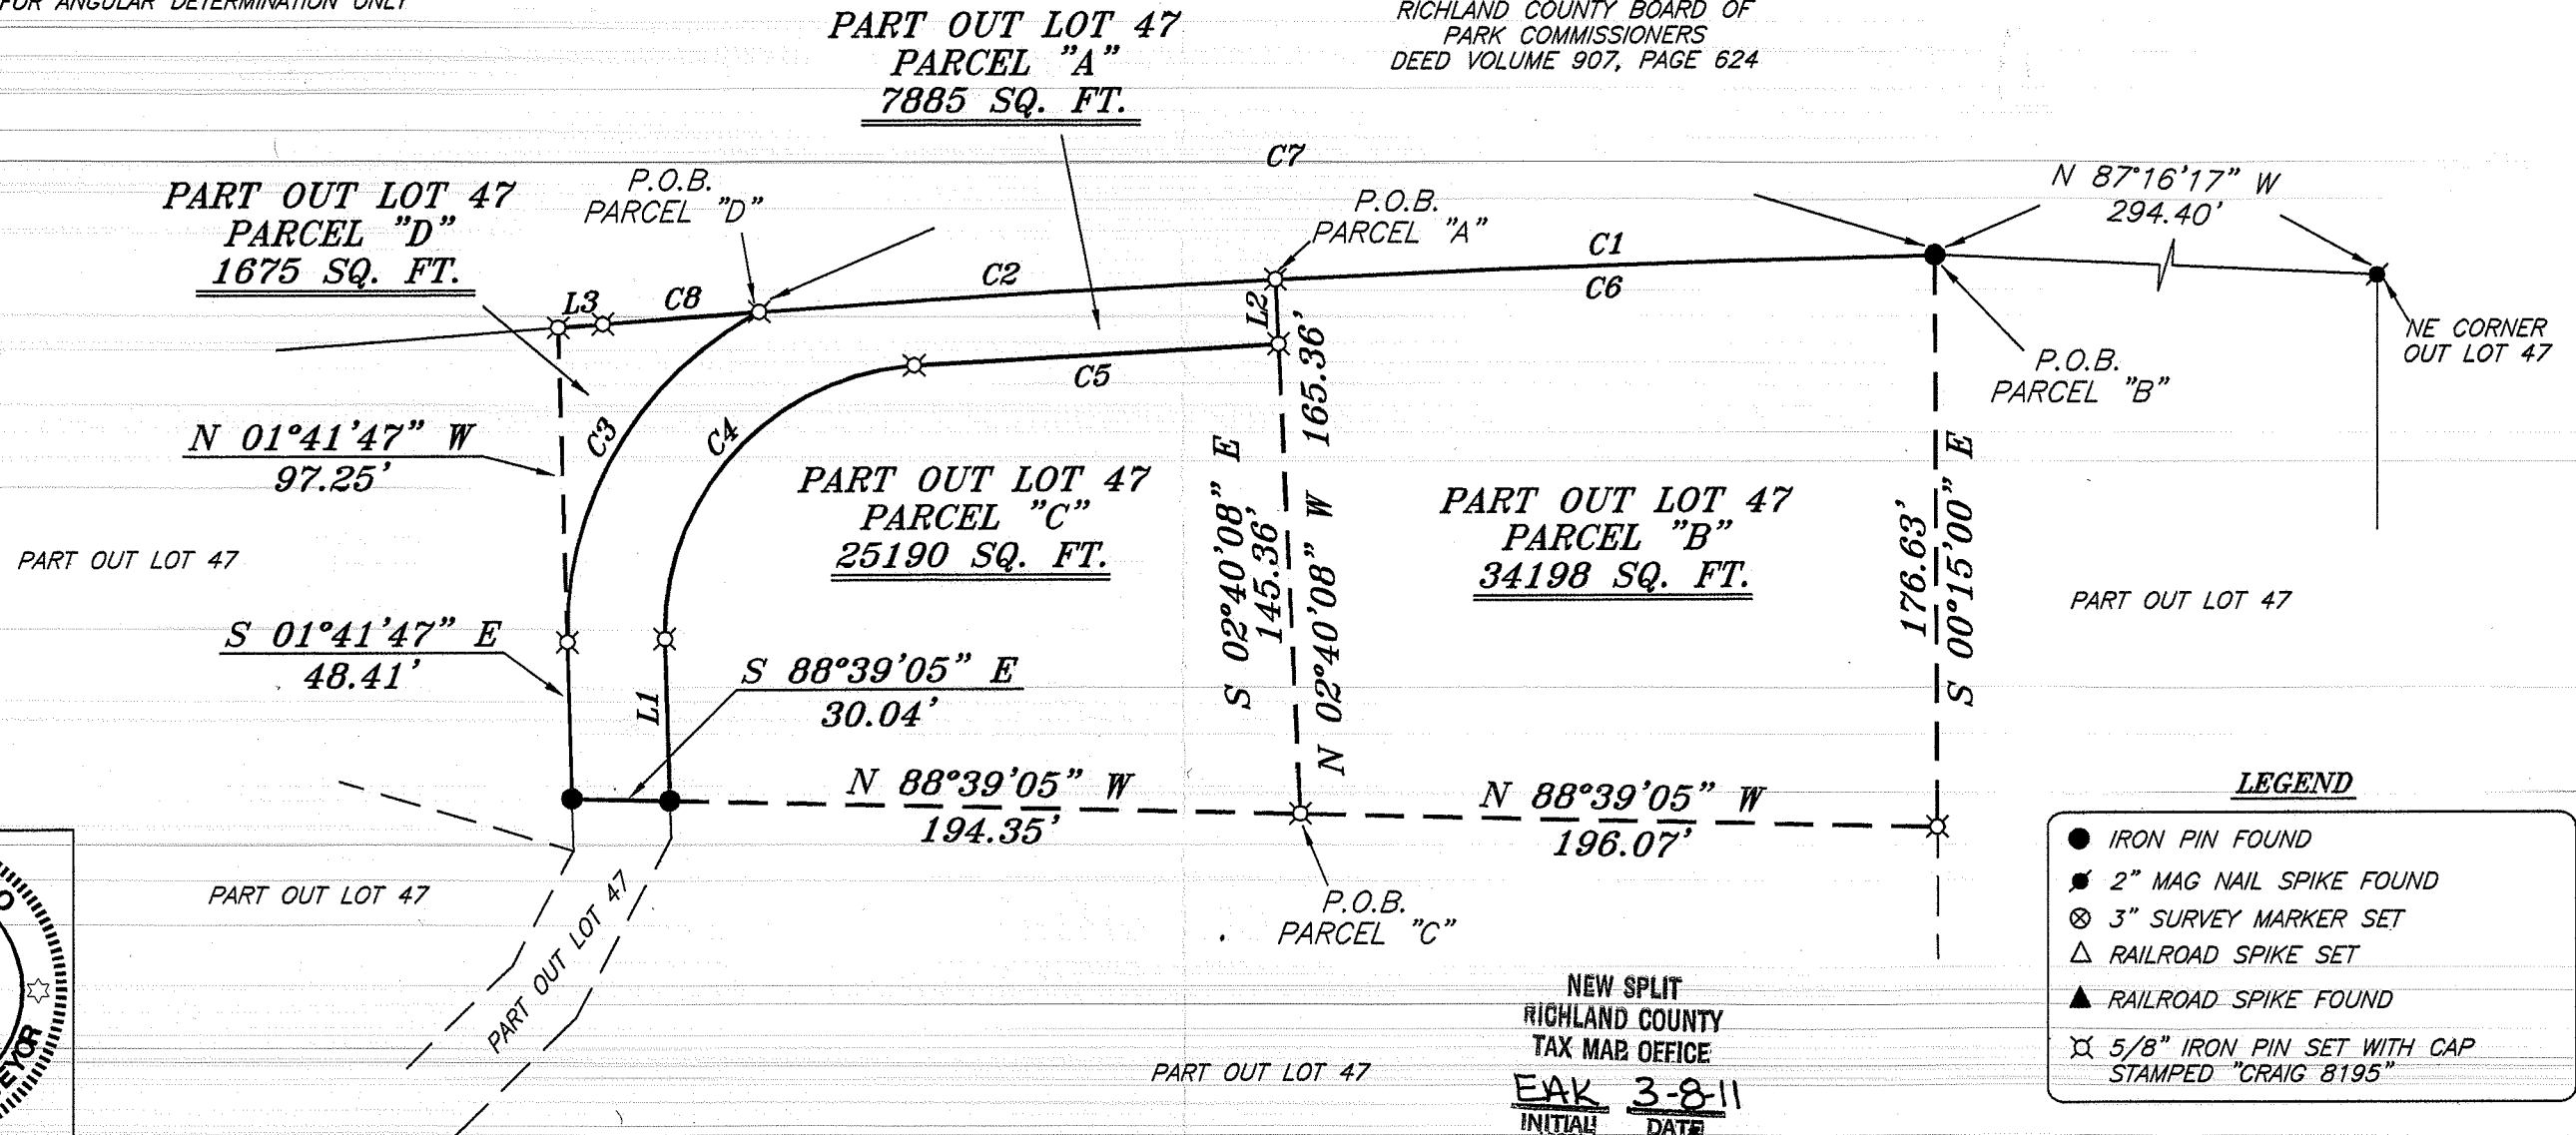 FOR ANGULAR DETERMINATION ONLY
PART OUT LOT 47
PARCEL "A"
7885 SQ. FT.
RICHLAND COUNTY BOARD OF
PARK COMMISSIONERS
DEED VOLUME 907, PAGE 624
C7
PART OUT LOT 47
PARCEL "D"
1675 SQ. FT.
P.O.B.
PARCEL "D"
P.O.B.
PARCEL "A"
N 87°16'17" W
294.40'
C1
C6
C2
L3
C8
L2
NE CORNER
OUT LOT 47
P.O.B.
PARCEL "B"
C5
C3
C4
N 01°41'47" W
97.25'
PART OUT LOT 47
PARCEL "C"
25190 SQ. FT.
S 02°40'08" E
145.36'
N 02°40'08" W 165.36'
PART OUT LOT 47
PARCEL "B"
34198 SQ. FT.
176.63'
S 00°15'00" E
PART OUT LOT 47
PART OUT LOT 47
S 01°41'47" E
48.41'
L1
S 88°39'05" E
30.04'
N 88°39'05" W
194.35'
N 88°39'05" W
196.07'
P.O.B.
PARCEL "C"
PART OUT LOT 47
PART OUT LOT 47
PART OUT LOT 47
NEW SPLIT
RICHLAND COUNTY
TAX MAP OFFICE
EAK 3-8-11
INITIAL DATE
LEGEND
IRON PIN FOUND
2" MAG NAIL SPIKE FOUND
3" SURVEY MARKER SET
RAILROAD SPIKE SET
RAILROAD SPIKE FOUND
5/8" IRON PIN SET WITH CAP
STAMPED "CRAIG 8195"